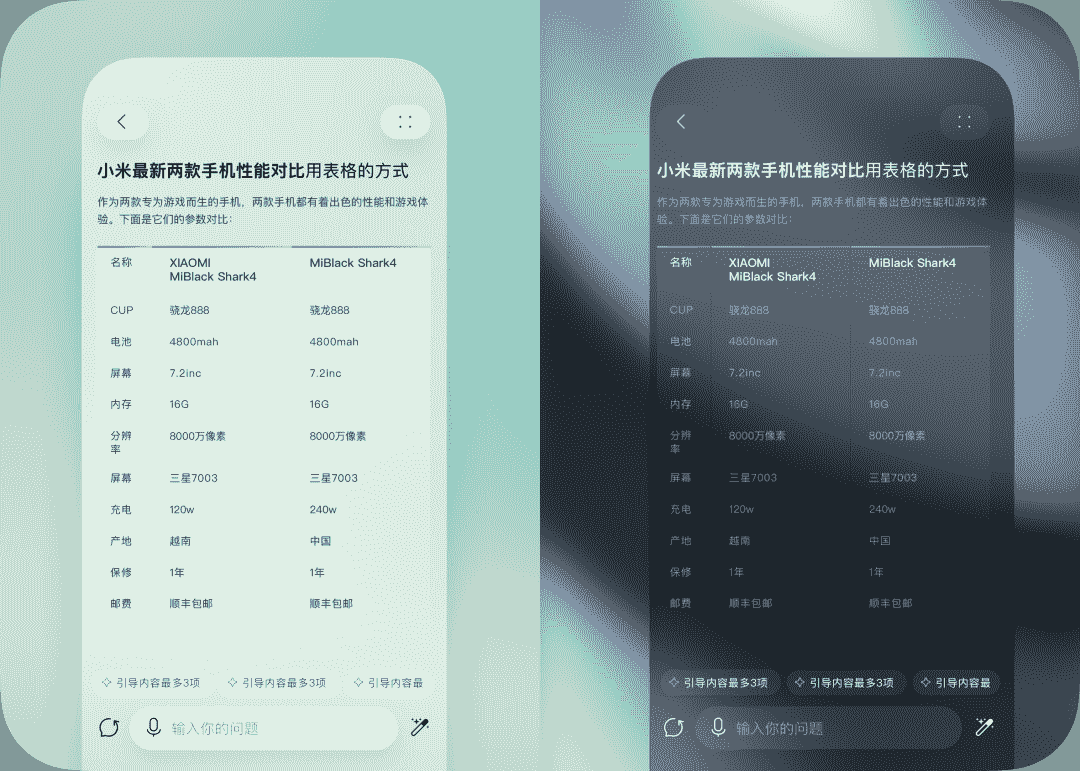 小米最新两款手机性能对比用表格的方式
作为两款专为游戏而生的手机，两款手机都有着出色的性能和游戏体
验。下面是它们的参数对比：
名称 XIAOMI MiBlack Shark4
MiBlack Shark4
CUP 骁龙888 骁龙888
电池 4800mah 4800mah
屏幕 7.2inc 7.2inc
内存 16G 16G
分辨 8000万像素 8000万像素
率
屏幕 三星7003 三星7003
充电 120w 240w
产地 越南 中国
保修 1年 1年
邮费 顺丰包邮 顺丰包邮
引导内容最多3项 引导内容最多3项 引导内容最
输入你的问题
小米最新两款手机性能对比用表格的方式
作为两款专为游戏而生的手机，两款手机都有着出色的性能和游戏体
验。下面是它们的参数对比：
名称 XIAOMI MiBlack Shark4
MiBlack Shark4
CUP 骁龙888 骁龙888
电池 4800mah 4800mah
屏幕 7.2inc 7.2inc
内存 16G 16G
分辨 8000万像素 8000万像素
率
屏幕 三星7003 三星7003
充电 120w 240w
产地 越南 中国
保修 1年 1年
邮费 顺丰包邮 顺丰包邮
引导内容最多3项 引导内容最多3项 引导内容最
输入你的问题